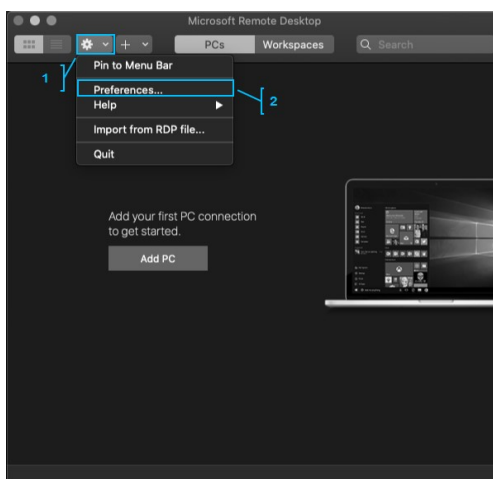 Microsoft Remote Desktop
PCs
Workspaces
Search
1
Pin to Menu Bar
Preferences...
2
Help
Import from RDP file...
Quit
Add your first PC connection
to get started.
Add PC